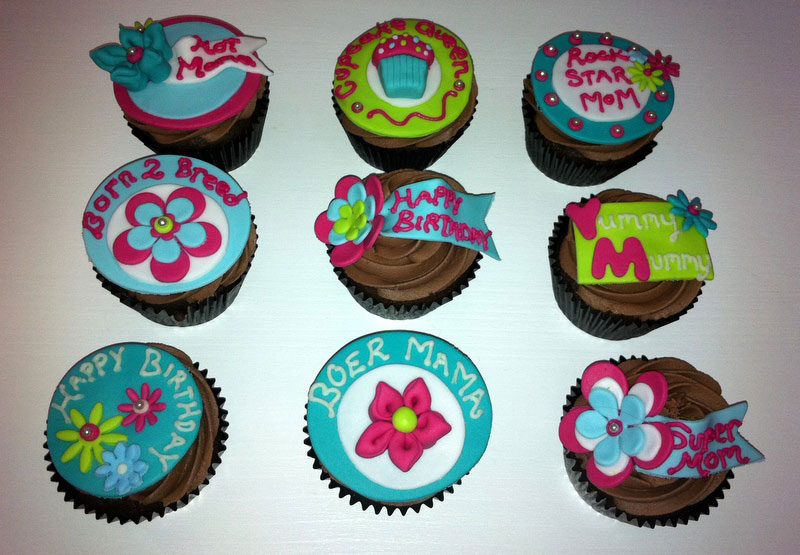 Hot
Mama
Cupcake Queen
Rock
Star
Mom
Born 2 Breed
Happy
Birthday
Yummy
Mummy
Happy Birthday
Boer Mama
Super
Mom